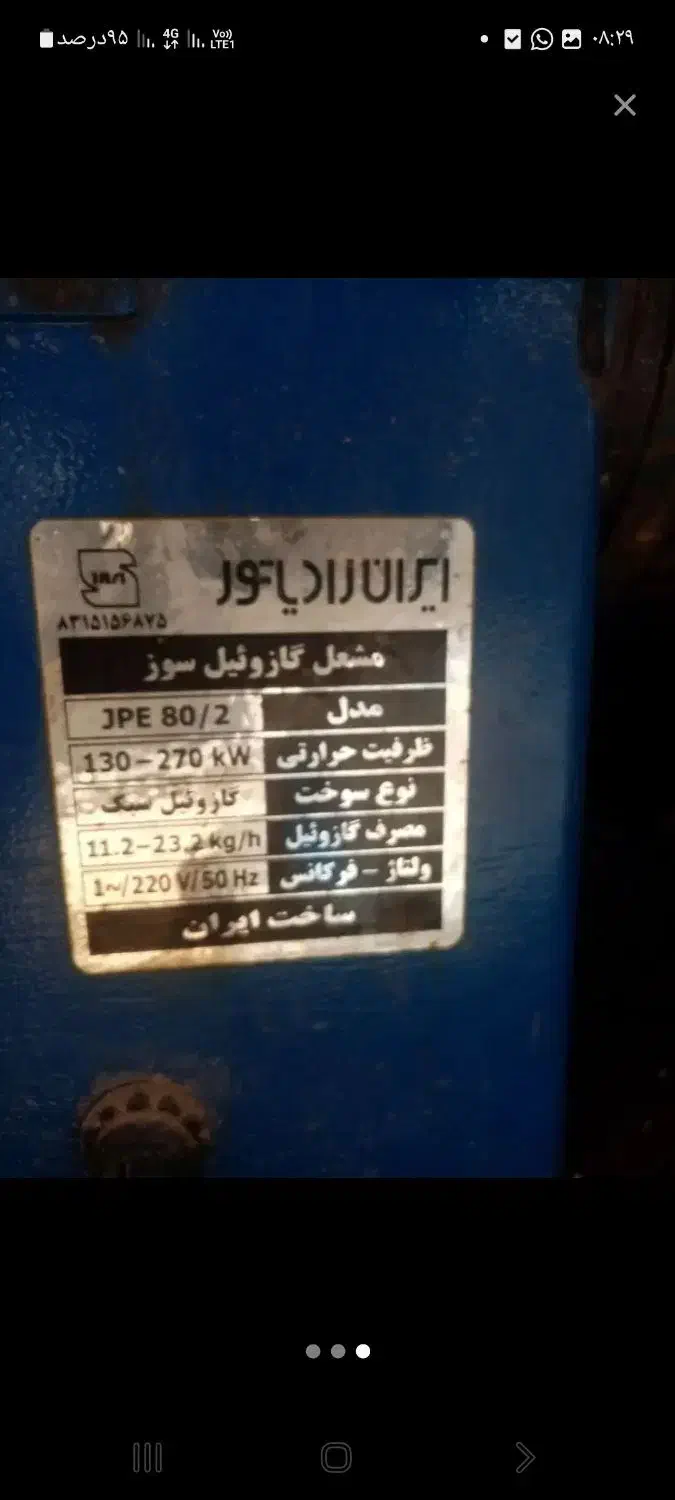 ۹۵درصد 4G Vo)) LTE1 ۰۸:۲۹
ایران رادیاتور
ISIRI
۸۳۱۵۱۵۶۸۷۵
مشعل گازوئیل سوز
مدل JPE 80/2
ظرفیت حرارتی 130-270 kW
نوع سوخت گازوئیل سبک
مصرف گازوئیل 11.2-23.2 kg/h
ولتاژ - فرکانس 1~/220 V/50 Hz
ساخت ایران